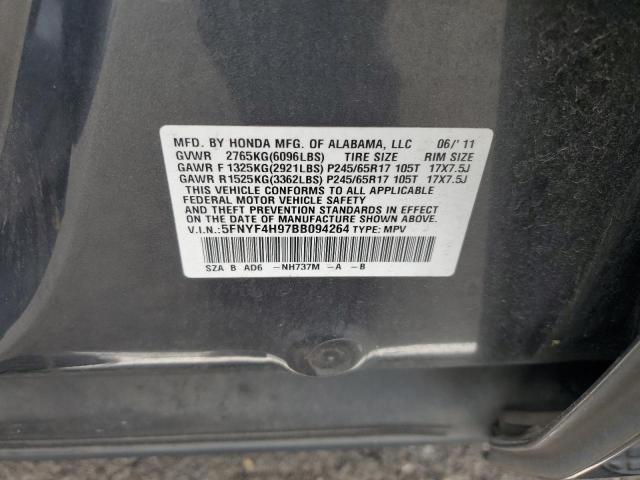 MFD. BY HONDA MFG. OF ALABAMA, LLC 06/'11
GVWR 2765KG(6096LBS) TIRE SIZE RIM SIZE
GAWR F 1325KG(2921LBS) P245/65R17 105T 17X7.5J
GAWR R1525KG(3362LBS) P245/65R17 105T 17X7.5J
THIS VEHICLE CONFORMS TO ALL APPLICABLE
FEDERAL MOTOR VEHICLE SAFETY
AND THEFT PREVENTION STANDARDS IN EFFECT
ON THE DATE OF MANUFACTURE SHOWN ABOVE.
V.I.N.:5FNYF4H97BB094264 TYPE: MPV
SZA B AD6 -NH737M -A -B